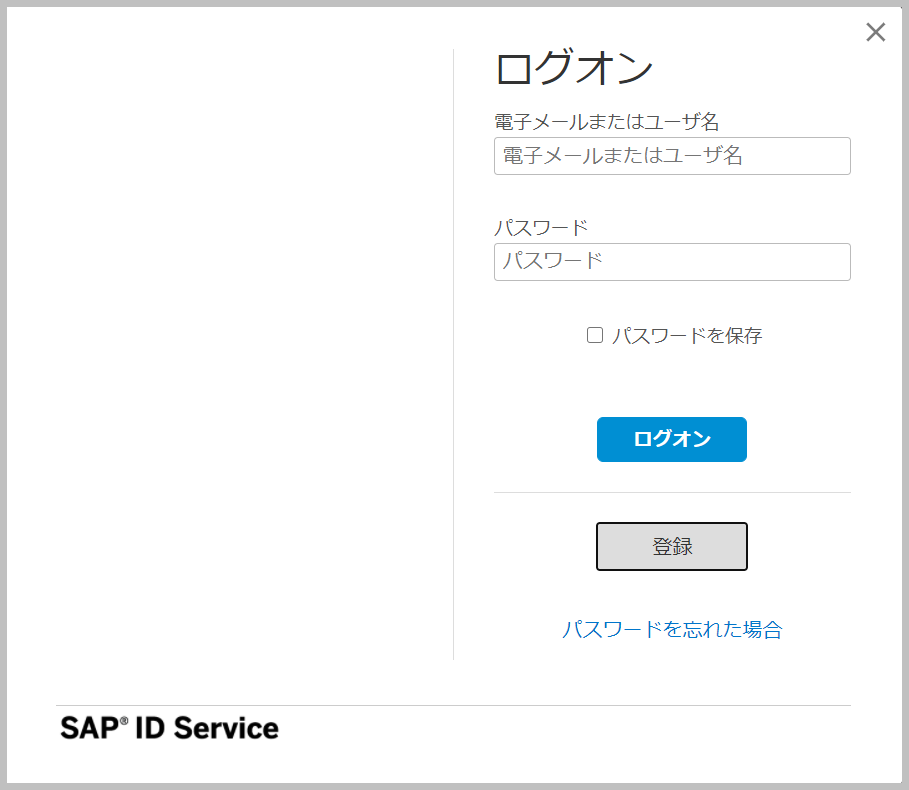 ログオン
電子メールまたはユーザ名
電子メールまたはユーザ名
パスワード
パスワード
パスワードを保存
ログオン
登録
パスワードを忘れた場合
SAP® ID Service